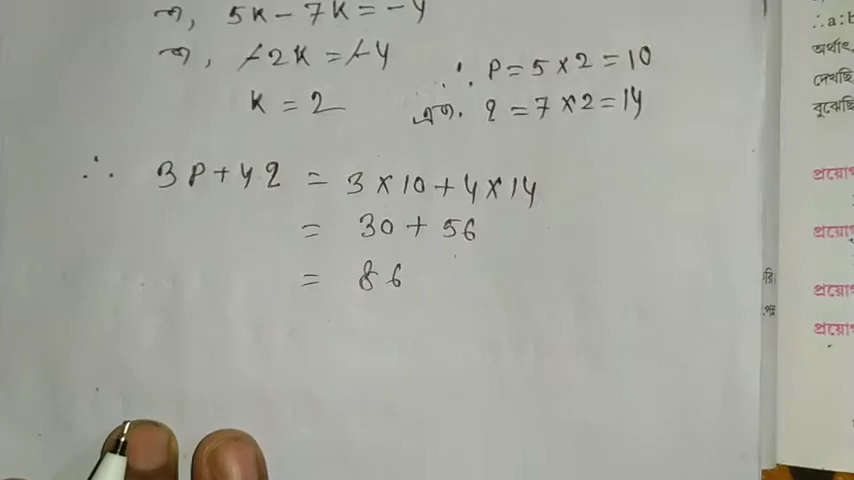 বা, 5K - 7K = -4
বা, -2K = -4
K = 2
∴ P = 5 × 2 = 10
এবং q = 7 × 2 = 14
∴ 3P + 4q = 3 × 10 + 4 × 14
= 30 + 56
= 86
∴ a : b
অর্থাৎ,
দেখছি
বুঝেছি
প্রয়োগ
প্রয়োগ
প্রয়োগ
প্রয়োগ